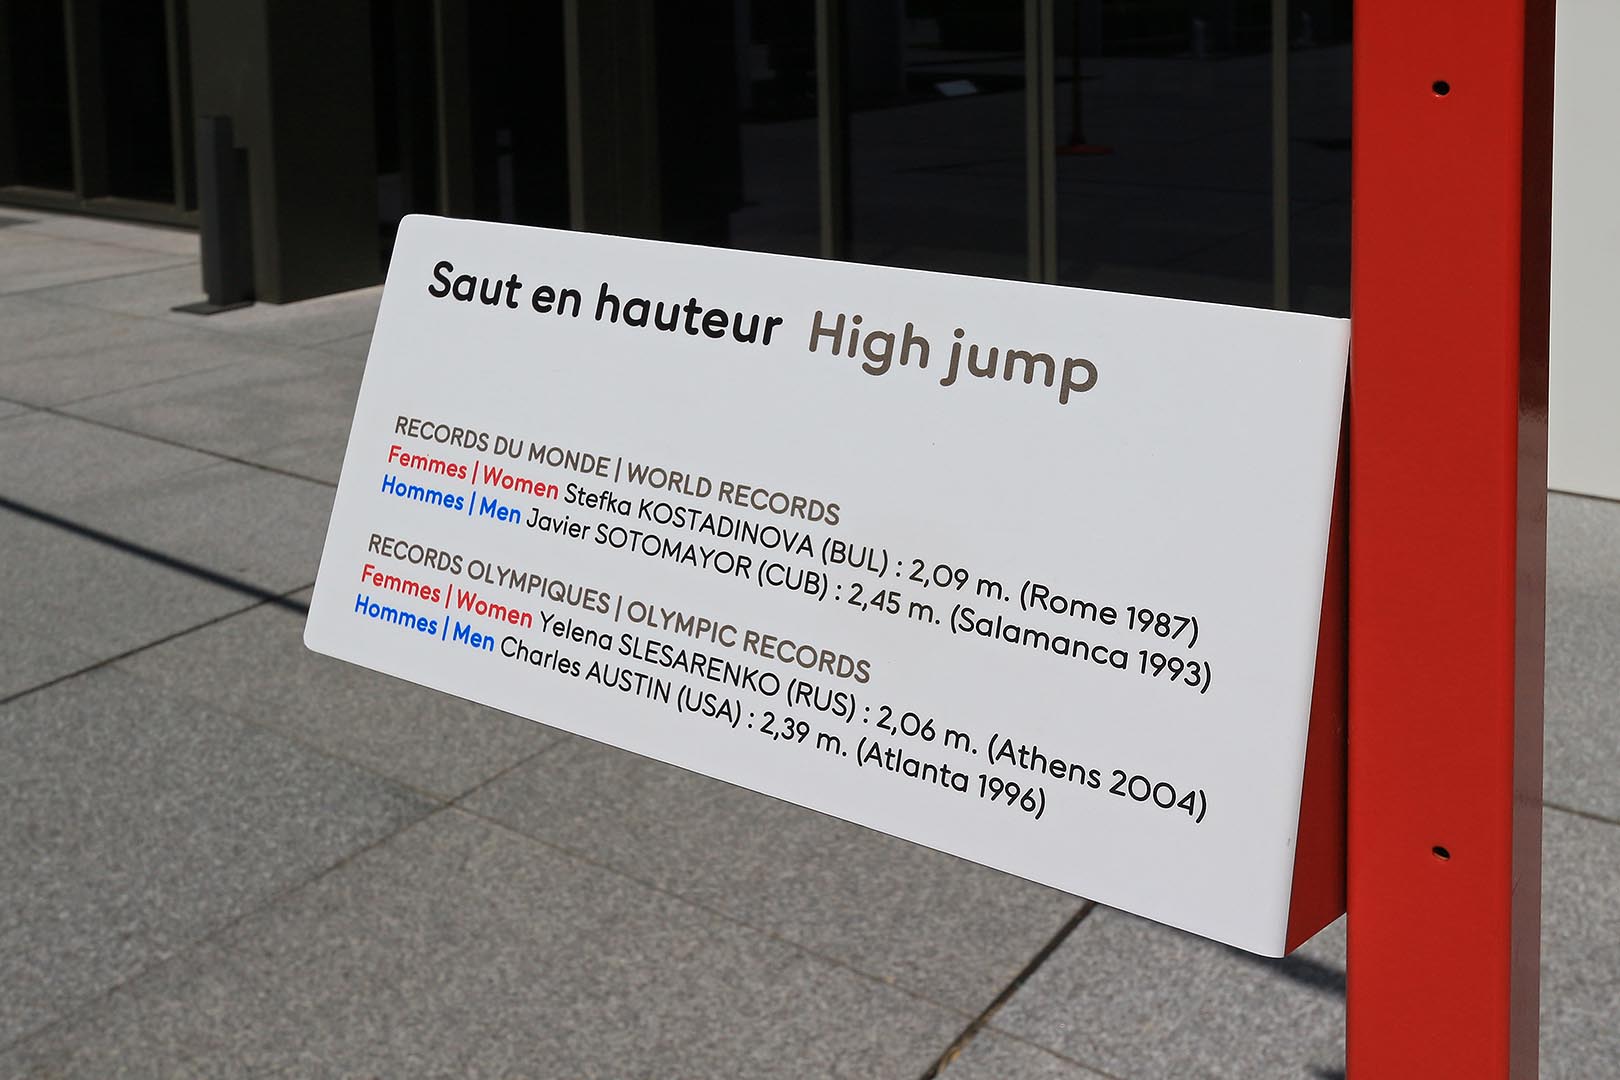 Saut en hauteur High jump
RECORDS DU MONDE | WORLD RECORDS
Femmes | Women Stefka KOSTADINOVA (BUL) : 2,09 m. (Rome 1987)
Hommes | Men Javier SOTOMAYOR (CUB) : 2,45 m. (Salamanca 1993)
RECORDS OLYMPIQUES | OLYMPIC RECORDS
Femmes | Women Yelena SLESARENKO (RUS) : 2,06 m. (Athens 2004)
Hommes | Men Charles AUSTIN (USA) : 2,39 m. (Atlanta 1996)